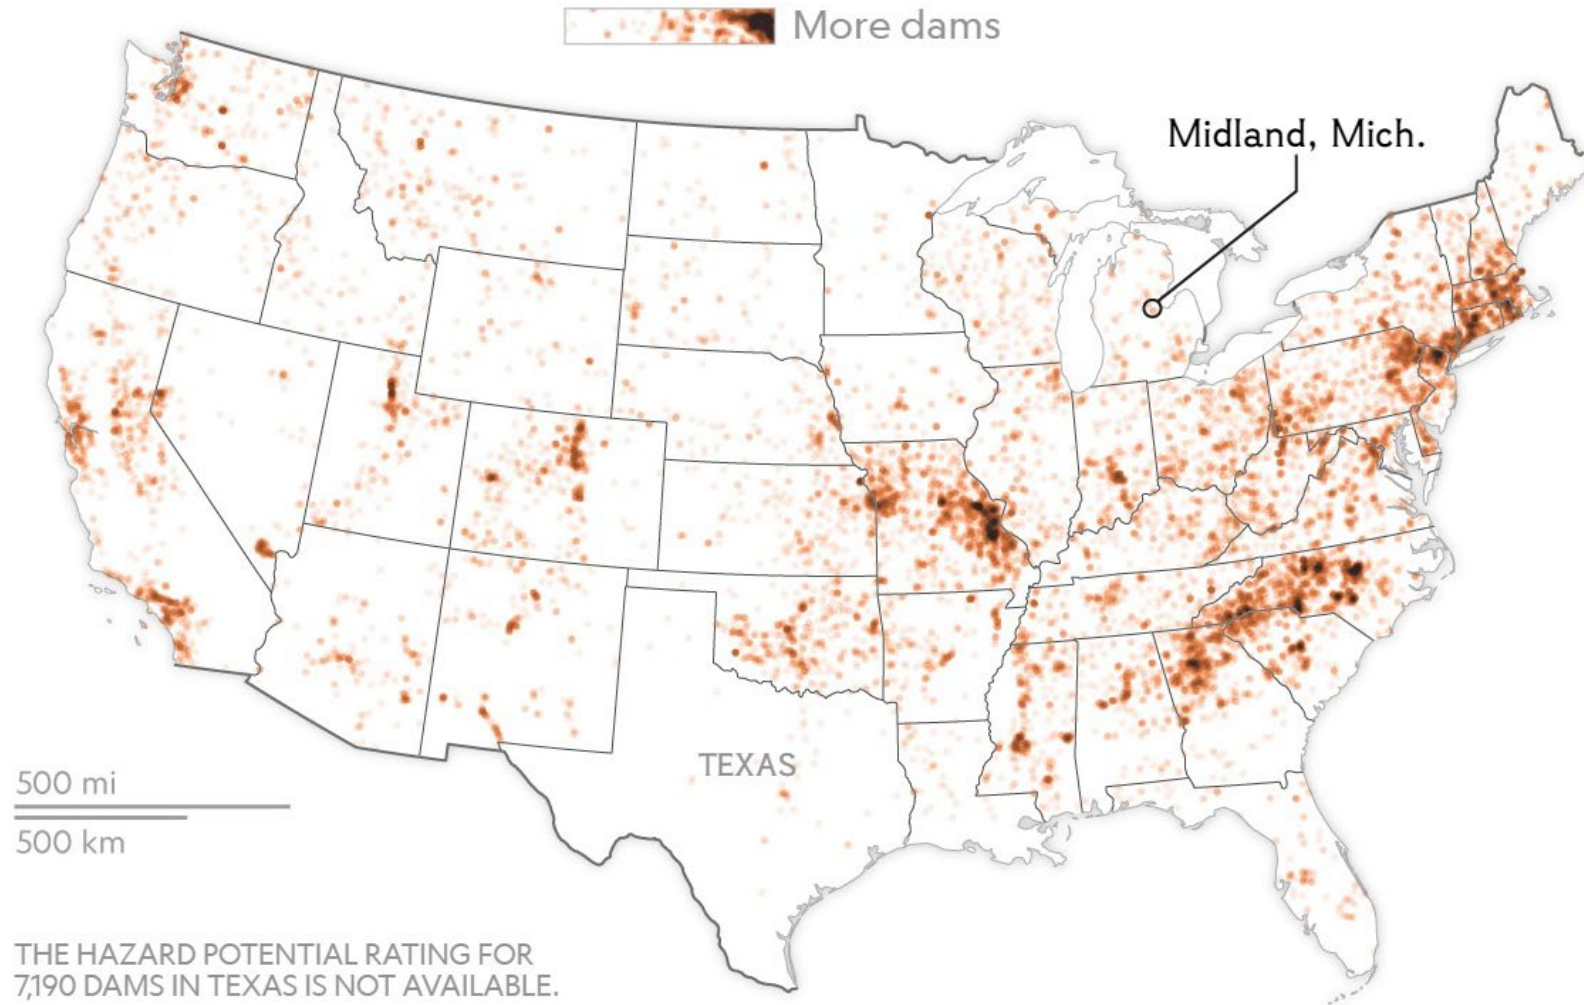 More dams
Midland, Mich.
TEXAS
500 mi
500 km
THE HAZARD POTENTIAL RATING FOR
7,190 DAMS IN TEXAS IS NOT AVAILABLE.